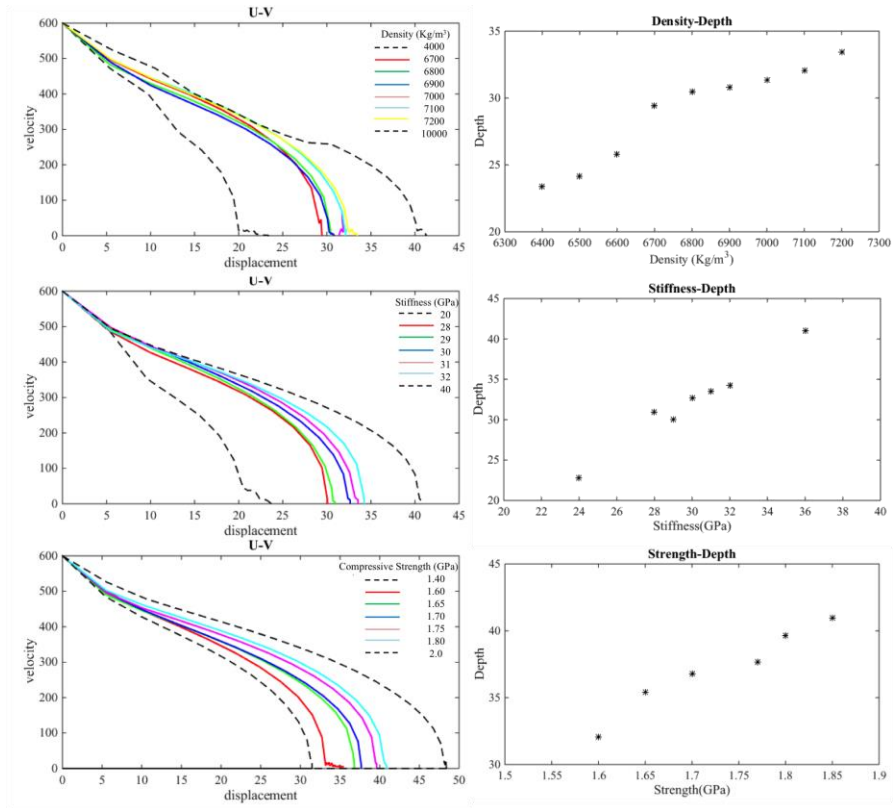 U-V
600
500
400
300
200
100
0
velocity
0 5 10 15 20 25 30 35 40 45
displacement
Density (Kg/m³)
4000
6700
6800
6900
7000
7100
7200
10000
Density-Depth
35
30
25
20
Depth
6300 6400 6500 6600 6700 6800 6900 7000 7100 7200 7300
Density (Kg/m³)
U-V
600
500
400
300
200
100
0
velocity
0 5 10 15 20 25 30 35 40 45
displacement
Stiffness (GPa)
20
28
29
30
31
32
40
Stiffness-Depth
45
40
35
30
25
20
Depth
20 22 24 26 28 30 32 34 36 38 40
Stiffness(GPa)
U-V
600
500
400
300
200
100
0
velocity
0 5 10 15 20 25 30 35 40 45 50
displacement
Compressive Strength (GPa)
1.40
1.60
1.65
1.70
1.75
1.80
2.0
Strength-Depth
45
40
35
30
Depth
1.5 1.55 1.6 1.65 1.7 1.75 1.8 1.85 1.9
Strength(GPa)